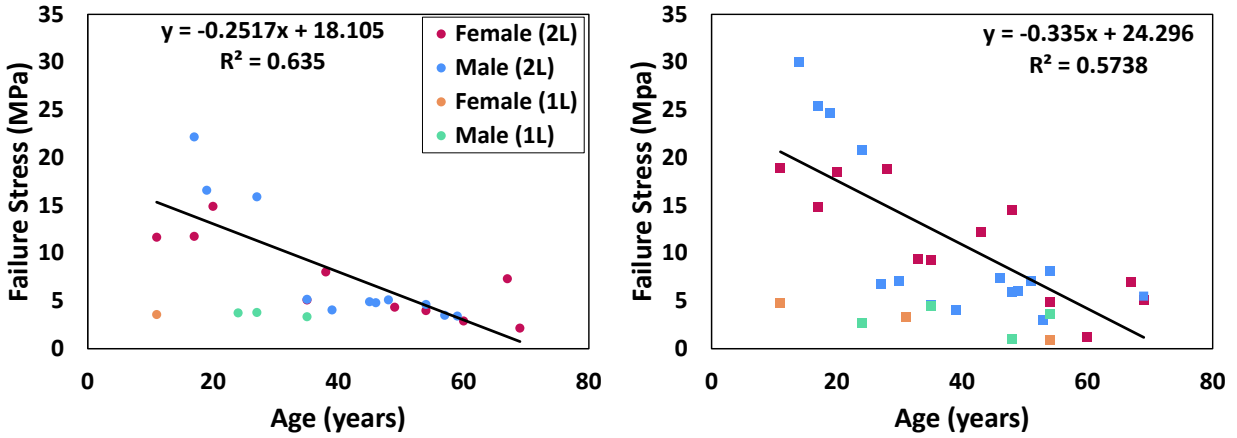 y = -0.2517x + 18.105
R² = 0.635
Female (2L)
Male (2L)
Female (1L)
Male (1L)
Failure Stress (MPa)
35
30
25
20
15
10
5
0
0 20 40 60 80
Age (years)
y = -0.335x + 24.296
R² = 0.5738
Failure Stress (Mpa)
35
30
25
20
15
10
5
0
0 20 40 60 80
Age (years)